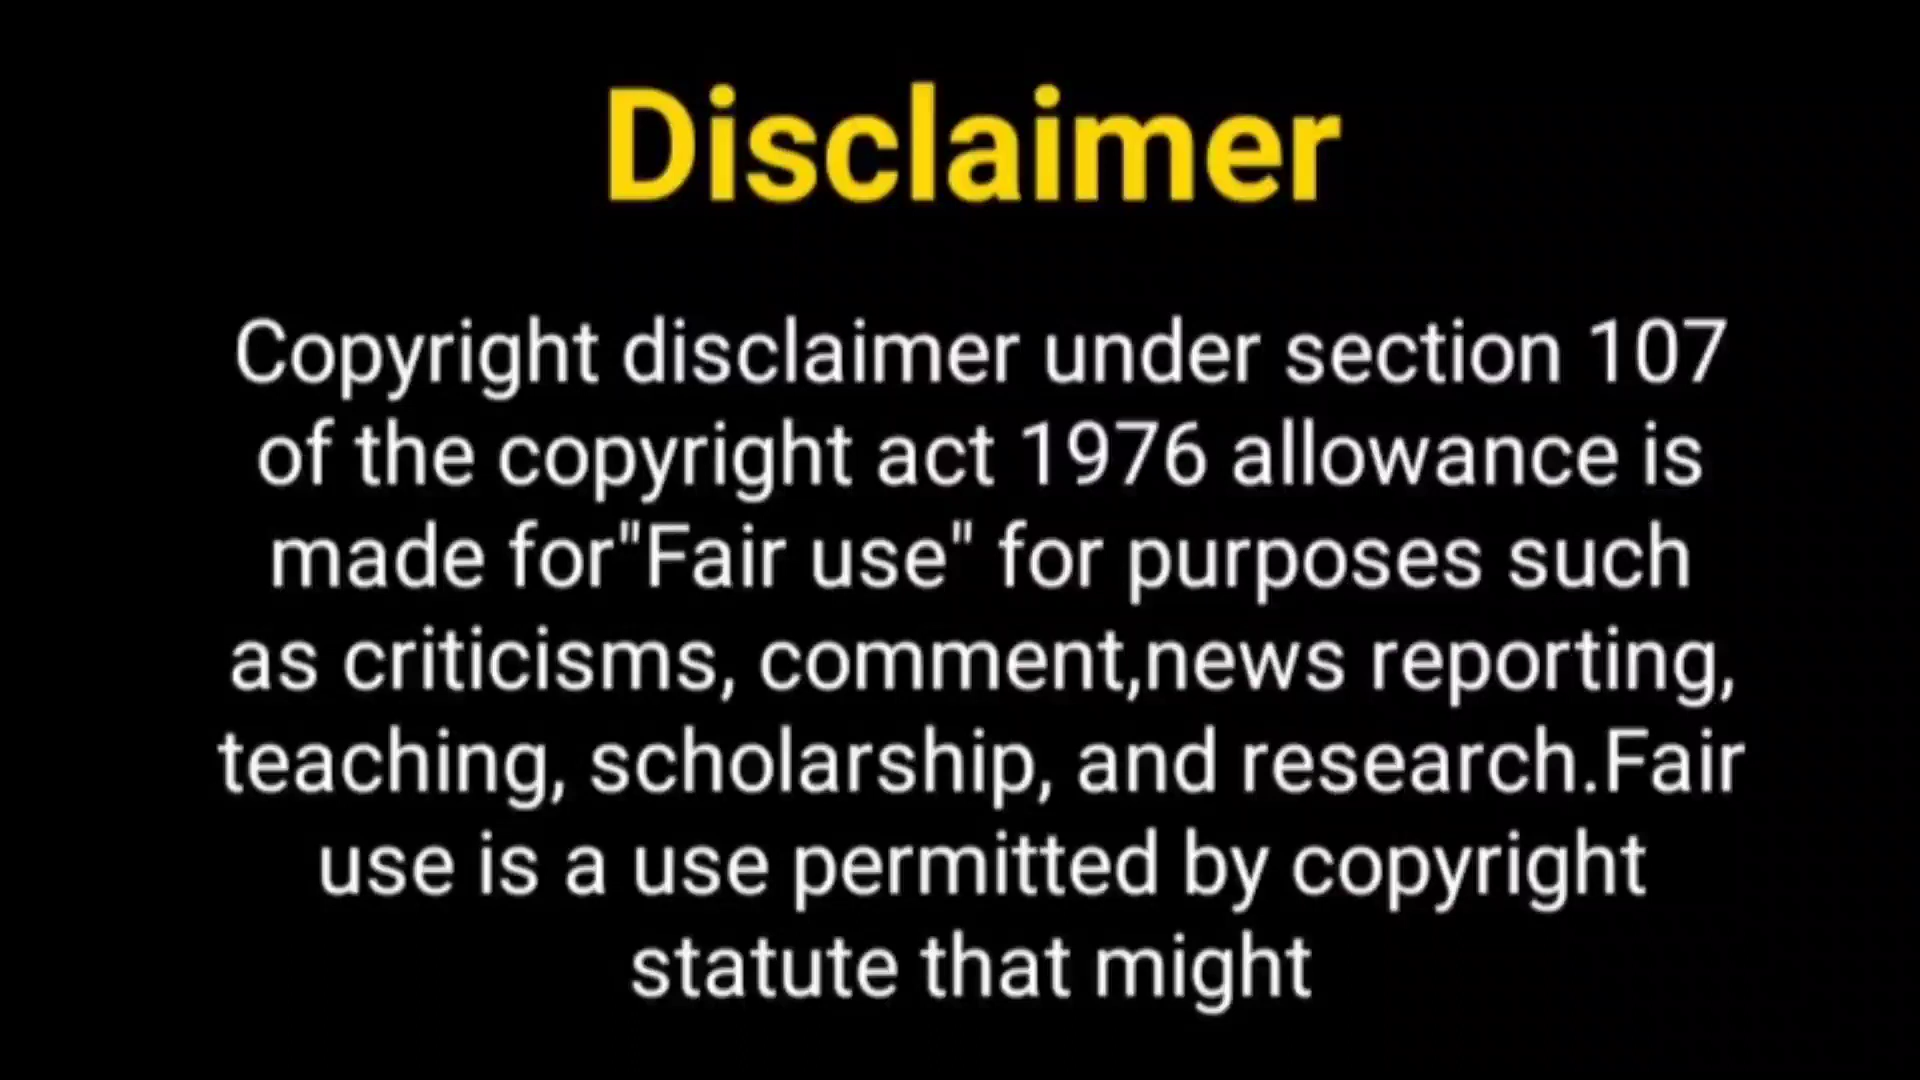 Disclaimer
Copyright disclaimer under section 107
of the copyright act 1976 allowance is
made for"Fair use" for purposes such
as criticisms, comment,news reporting,
teaching, scholarship, and research.Fair
use is a use permitted by copyright
statute that might